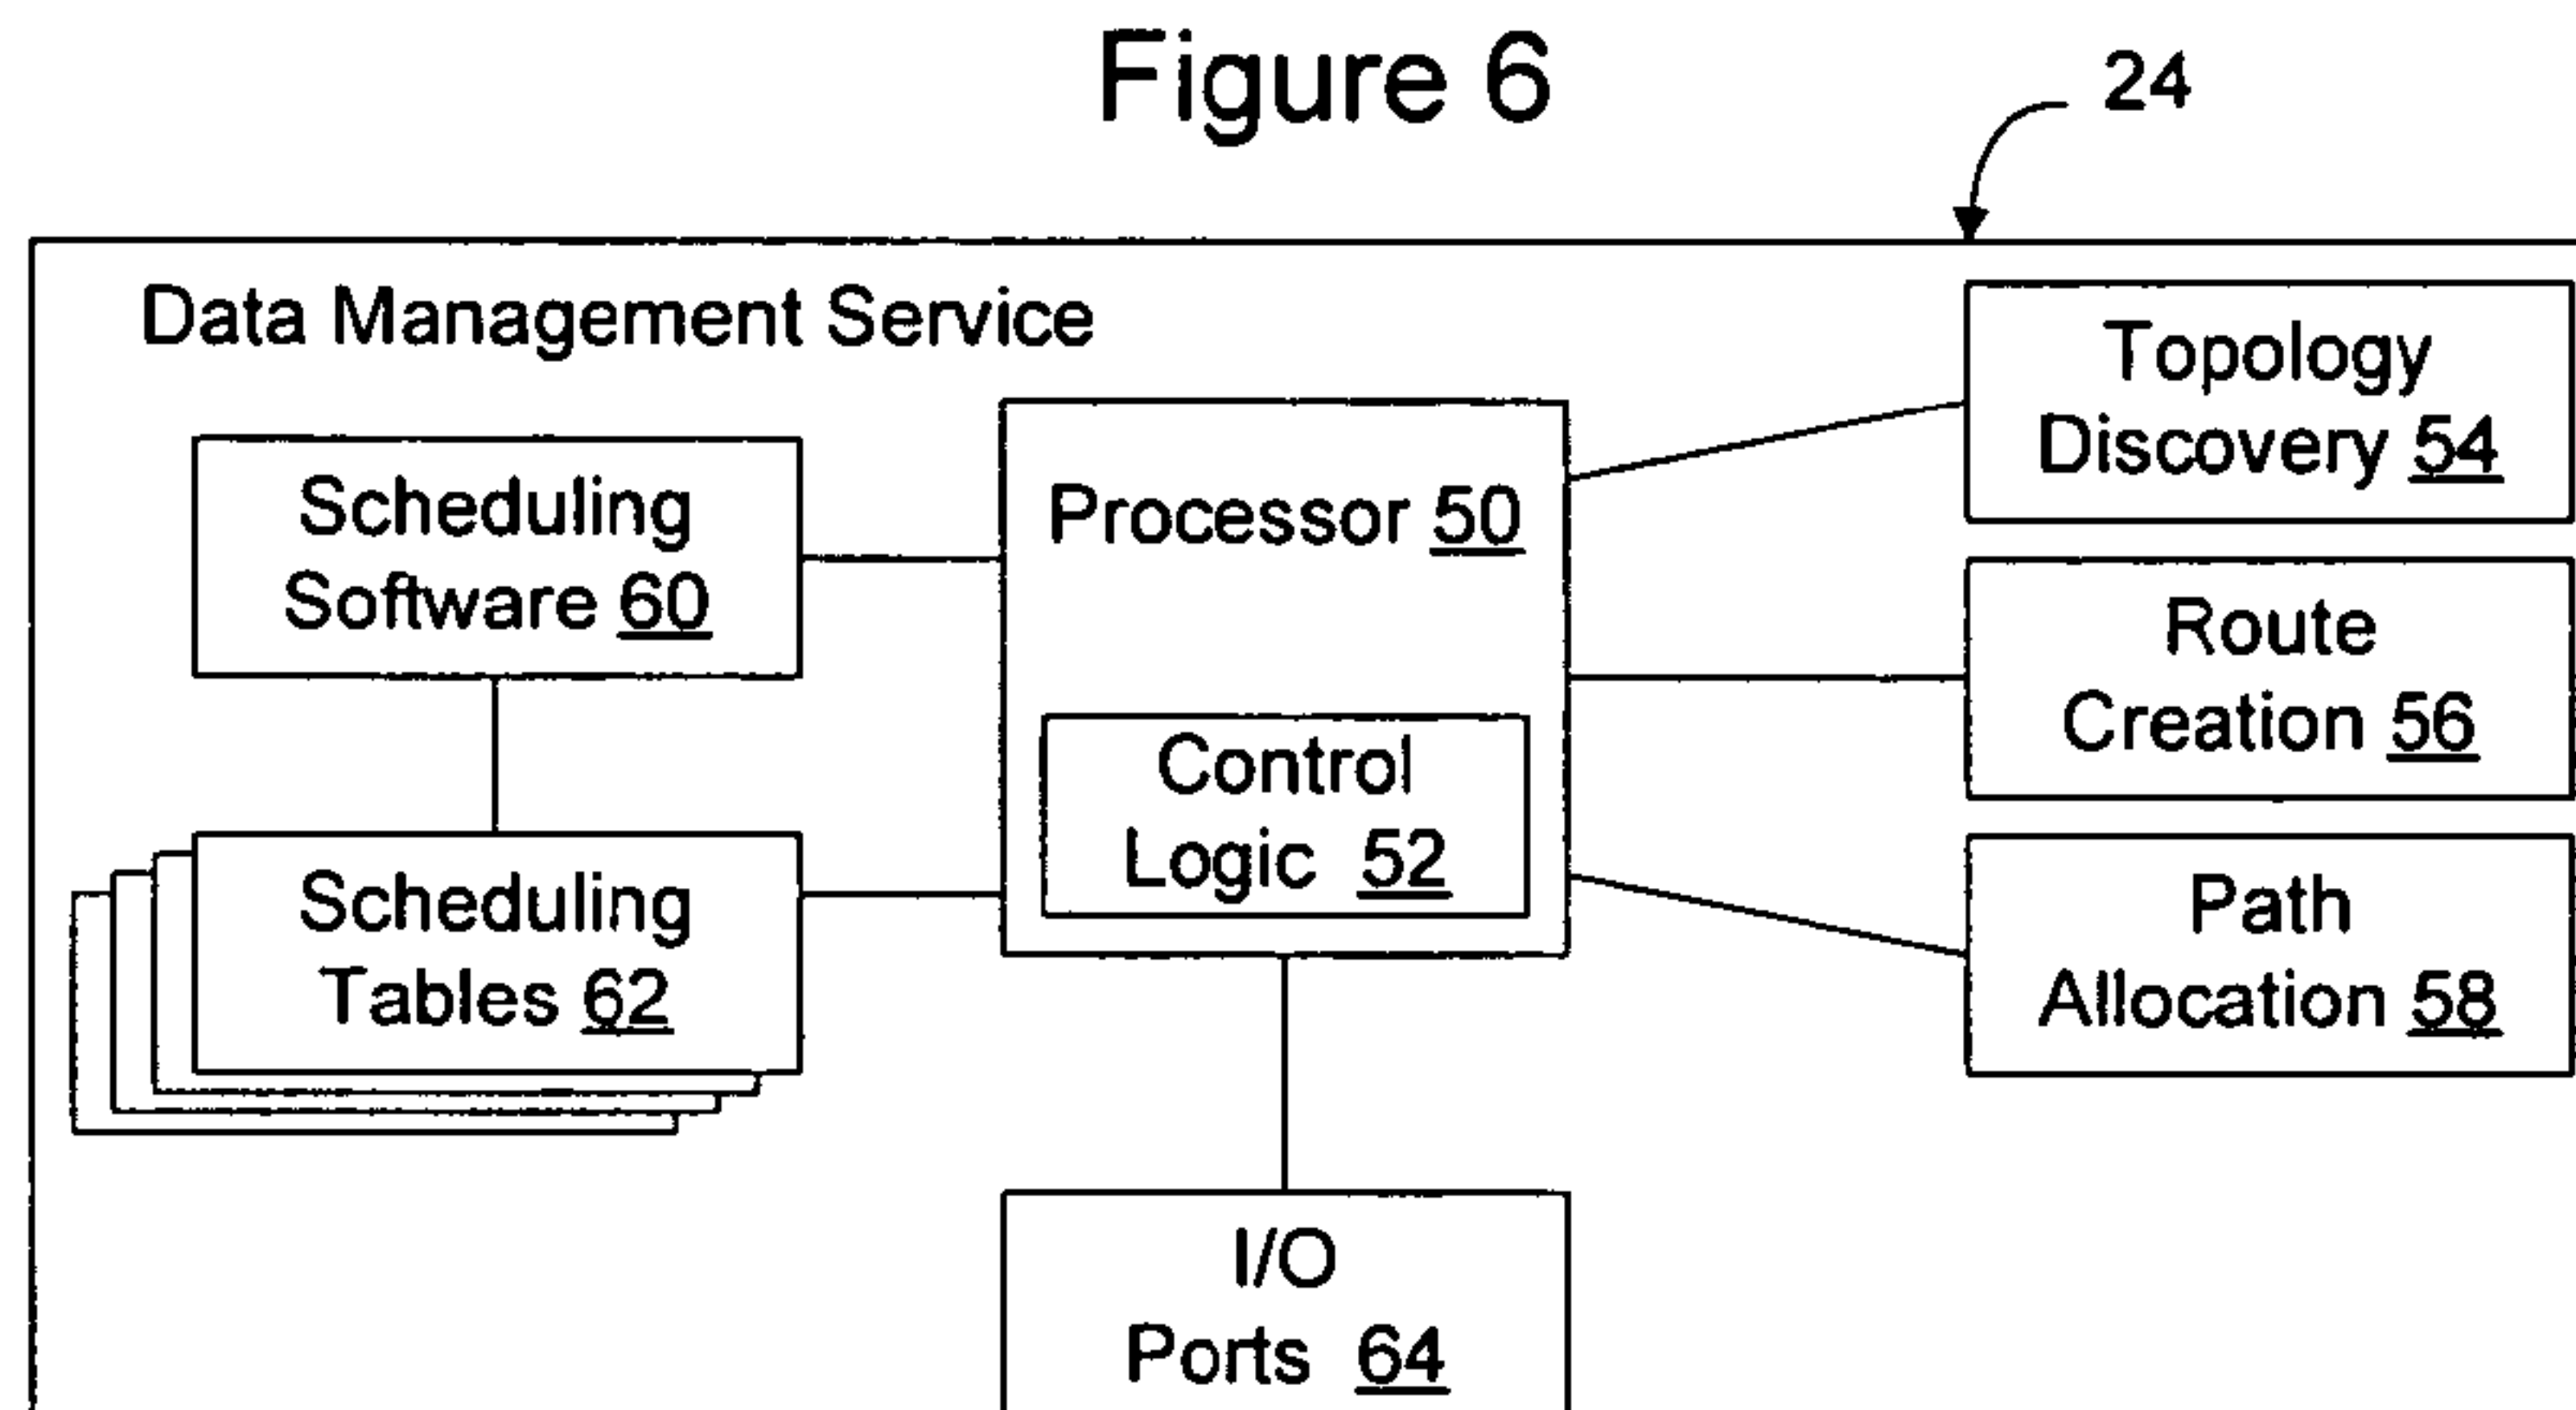 Figure 6
24
Data Management Service
Scheduling
Software 60
Processor 50
Topology
Discovery 54
Route
Creation 56
Control
Logic 52
Scheduling
Tables 62
Path
Allocation 58
I/O
Ports 64